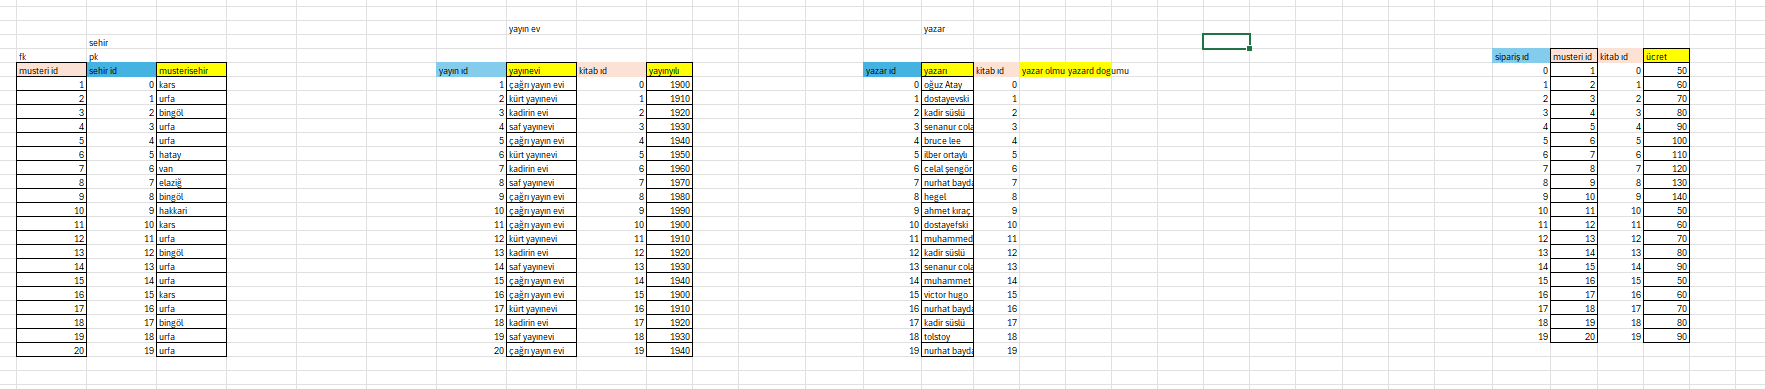 yayın ev yazar
sehir
fk pk
musteri id sehir id musterisehir yayın id yayınevi kitab ıd yayınyılı yazar ıd yazarı kitab ıd yazar olmu yazard dogumu sipariş ıd musteri id kitab ıd ücret
0 1 0 50
1 0 kars 1 çağrı yayın evi 0 1900 0 oğuz Atay 0 1 2 1 60
2 1 urfa 2 kürt yayınevi 1 1910 1 dostayevski 1 2 3 2 70
3 2 bingöl 3 kadirin evi 2 1920 2 kadir süslü 2 3 4 3 80
4 3 urfa 4 saf yayınevi 3 1930 3 senanur cola 3 4 5 4 90
5 4 urfa 5 çağrı yayın evi 4 1940 4 bruce lee 4 5 6 5 100
6 5 hatay 6 kürt yayınevi 5 1950 5 ilber ortaylı 5 6 7 6 110
7 6 van 7 kadirin evi 6 1960 6 celal şengör 6 7 8 7 120
8 7 elaziğ 8 saf yayınevi 7 1970 7 nurhat bayda 7 8 9 8 130
9 8 bingöl 9 çağrı yayın evi 8 1980 8 hegel 8 9 10 9 140
10 9 hakkari 10 çağrı yayın evi 9 1990 9 ahmet kıraç 9 10 11 10 50
11 10 kars 11 çağrı yayın evi 10 1900 10 dostayefski 10 11 12 11 60
12 11 urfa 12 kürt yayınevi 11 1910 11 muhammed 11 12 13 12 70
13 12 bingöl 13 kadirin evi 12 1920 12 kadir süslü 12 13 14 13 80
14 13 urfa 14 saf yayınevi 13 1930 13 senanur cola 13 14 15 14 90
15 14 urfa 15 çağrı yayın evi 14 1940 14 muhammet 14 15 16 15 50
16 15 kars 16 çağrı yayın evi 15 1900 15 victor hugo 15 16 17 16 60
17 16 urfa 17 kürt yayınevi 16 1910 16 nurhat bayda 16 17 18 17 70
18 17 bingöl 18 kadirin evi 17 1920 17 kadir süslü 17 18 19 18 80
19 18 urfa 19 saf yayınevi 18 1930 18 tolstoy 18 19 20 19 90
20 19 urfa 20 çağrı yayın evi 19 1940 19 nurhat bayda 19